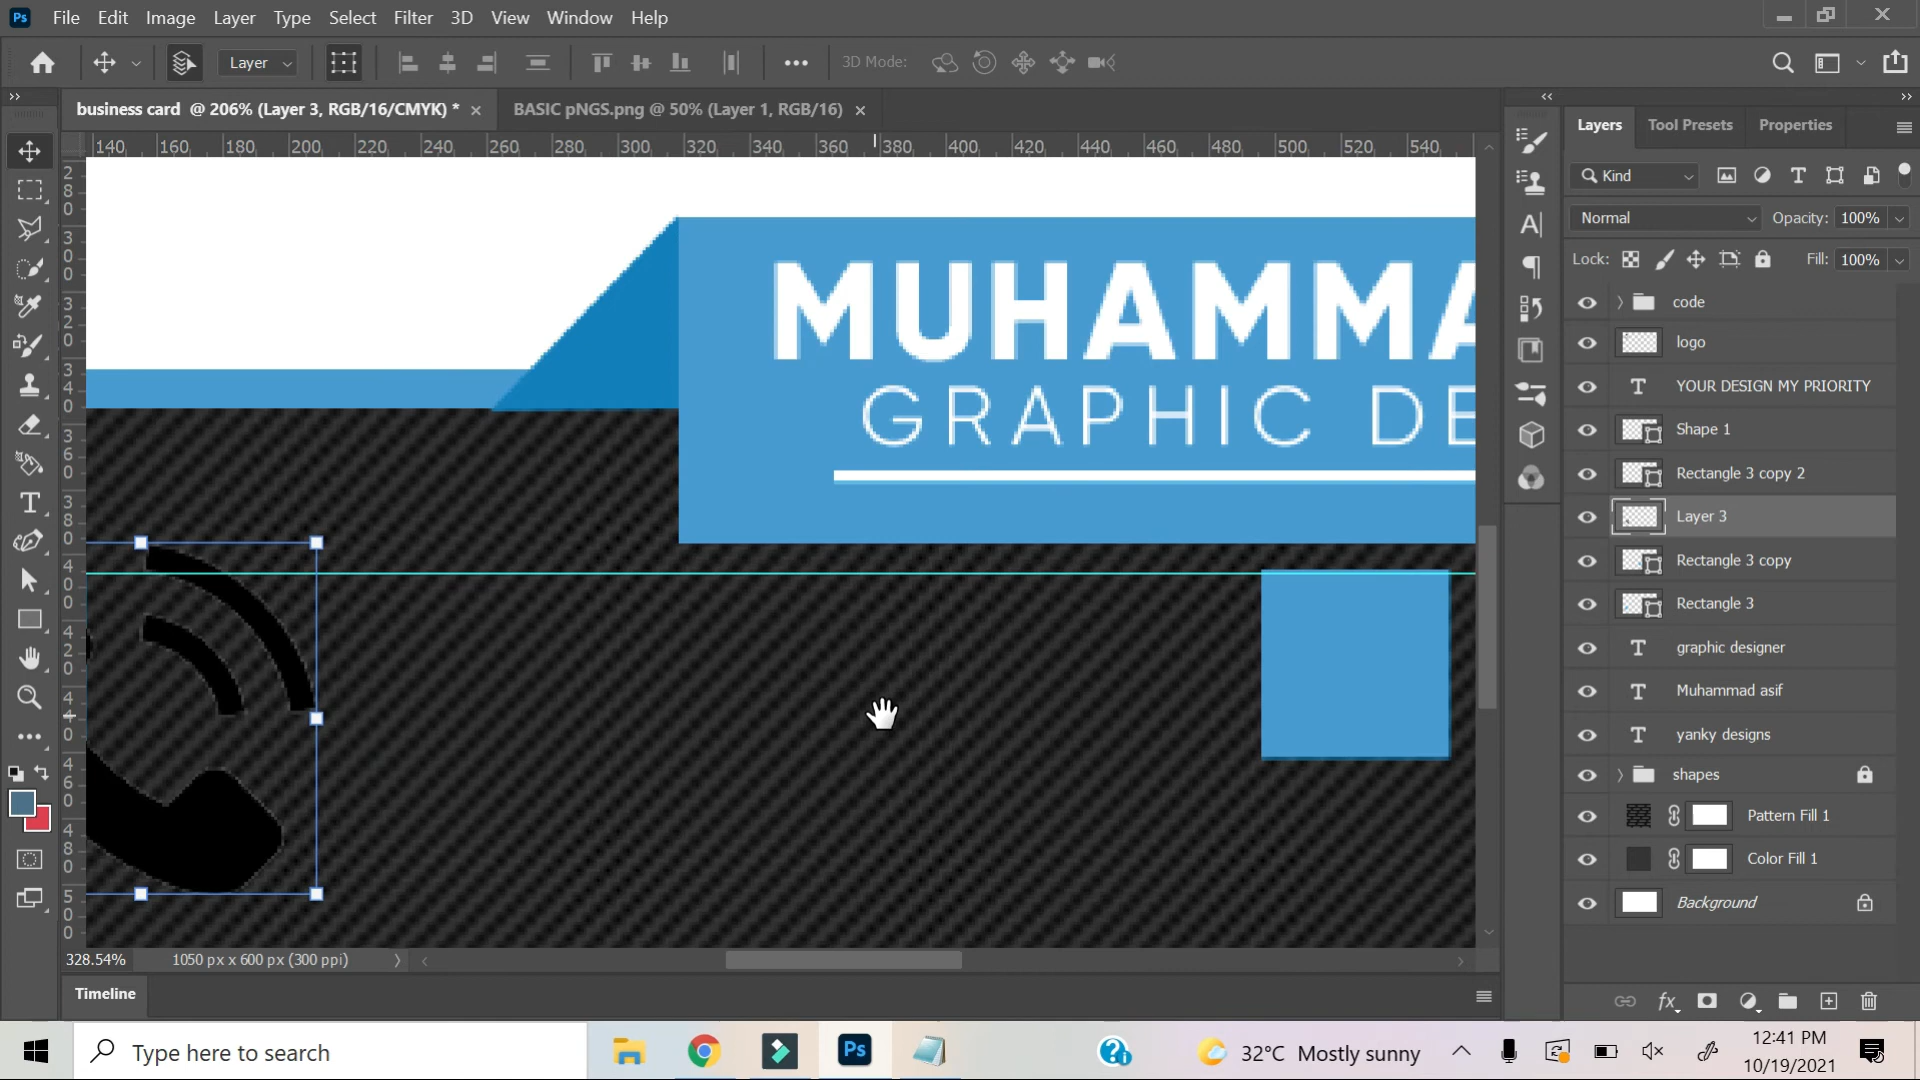 Ps File Edit Image Layer Type Select Filter 3D View Window Help
Layer 3D Mode:
business card @ 206% (Layer 3, RGB/16/CMYK) * BASIC pNGS.png @ 50% (Layer 1, RGB/16)
Layers Tool Presets Properties
140 160 180 200 220 240 260 280 300 320 340 360 380 400 420 440 460 480 500 520 540
Kind
Normal Opacity: 100%
Lock: Fill: 100%
MUHAMMA
GRAPHIC DE
code
logo
YOUR DESIGN MY PRIORITY
Shape 1
Rectangle 3 copy 2
Layer 3
Rectangle 3 copy
Rectangle 3
graphic designer
Muhammad asif
yanky designs
shapes
Pattern Fill 1
Color Fill 1
Background
328.54% 1050 px x 600 px (300 ppi)
Timeline
Type here to search
Ps
32°C Mostly sunny
12:41 PM
10/19/2021